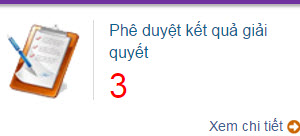 Phê duyệt kết quả giải
quyết
3
Xem chi tiết